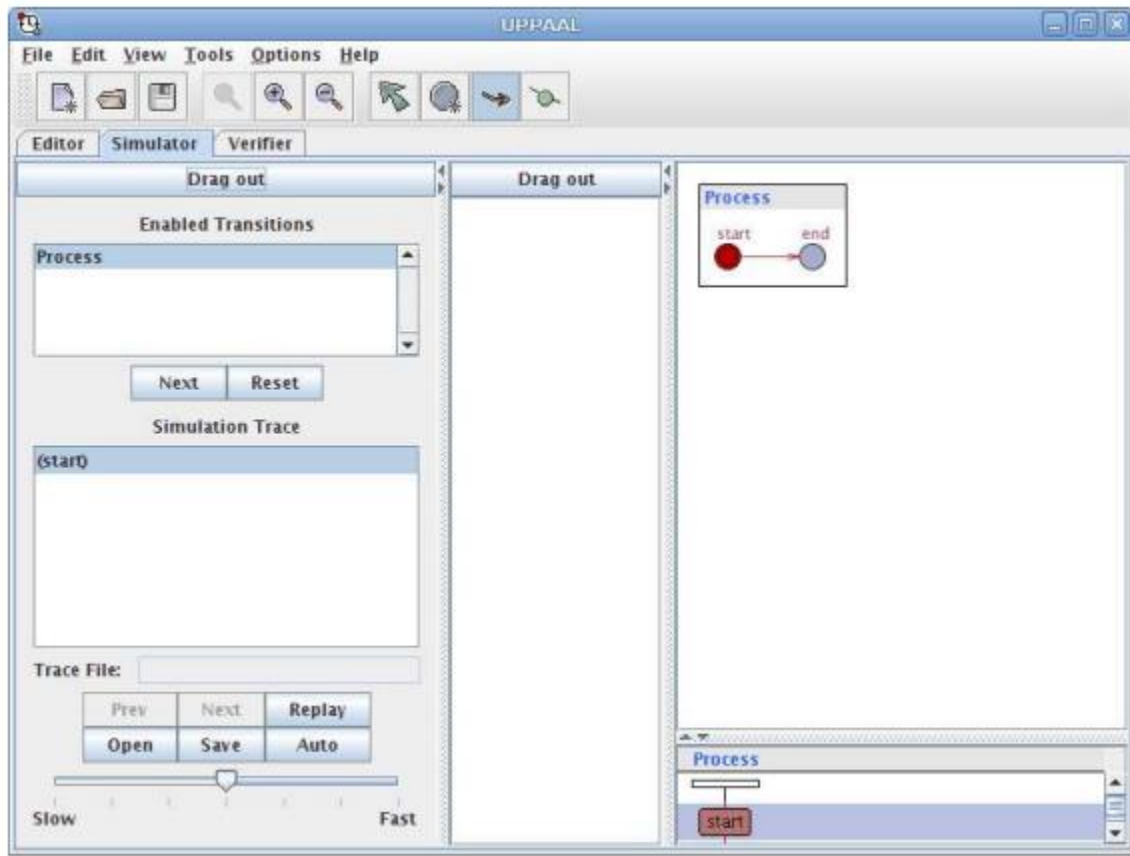 UPPAAL
File Edit View Tools Options Help
Editor Simulator Verifier
Drag out
Enabled Transitions
Process
Next Reset
Simulation Trace
(start)
Trace File:
Prev Next Replay
Open Save Auto
Slow Fast
Drag out
Process
start end
Process
start